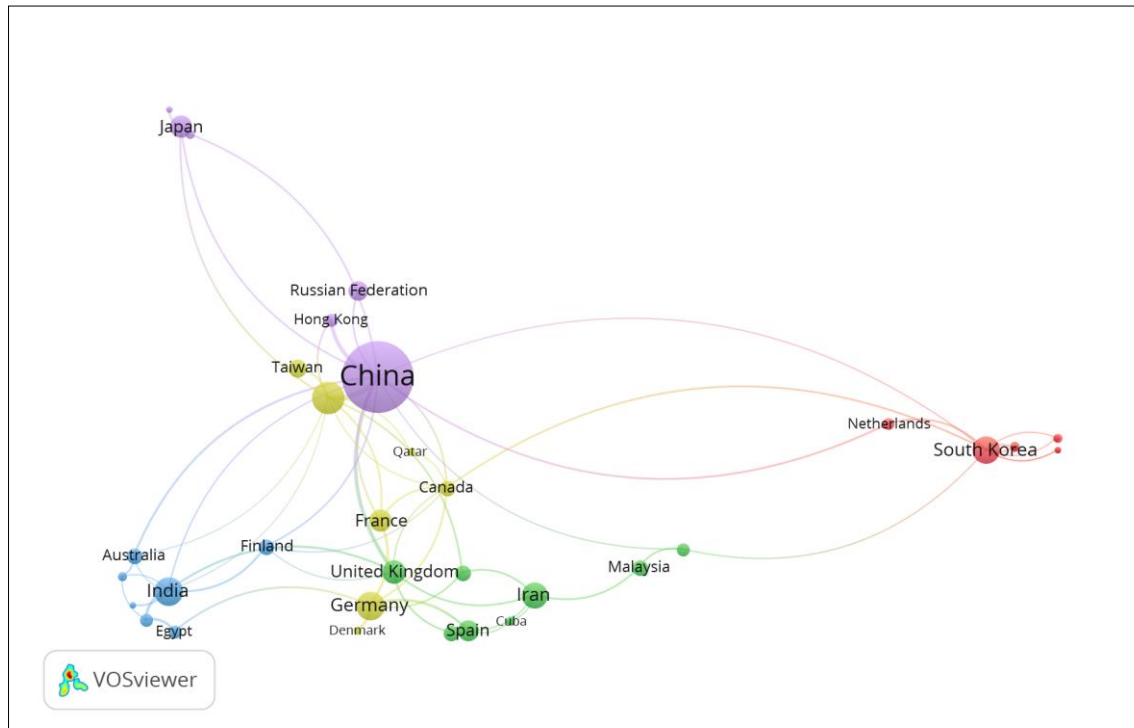 Japan
Russian Federation
Hong Kong
Taiwan
China
Netherlands
South Korea
Qatar
Canada
France
Australia
Finland
United Kingdom
Malaysia
India
Iran
Germany
Cuba
Egypt
Denmark
Spain
VOSviewer